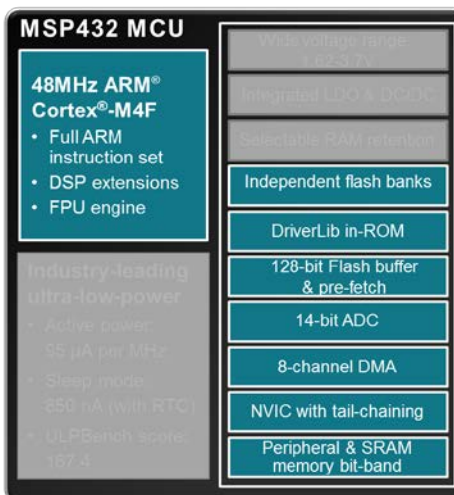 MSP432 MCU
48MHz ARM®
Cortex®-M4F
• Full ARM
instruction set
• DSP extensions
• FPU engine
Industry-leading
ultra-low-power
• Active power:
95 µA per MHz
• Sleep mode:
850 nA (with RTC)
• ULPBench score:
167.4
Wide voltage range:
1.62-3.7V
Integrated LDO & DC/DC
Selectable RAM retention
Independent flash banks
DriverLib in-ROM
128-bit Flash buffer
& pre-fetch
14-bit ADC
8-channel DMA
NVIC with tail-chaining
Peripheral & SRAM
memory bit-band